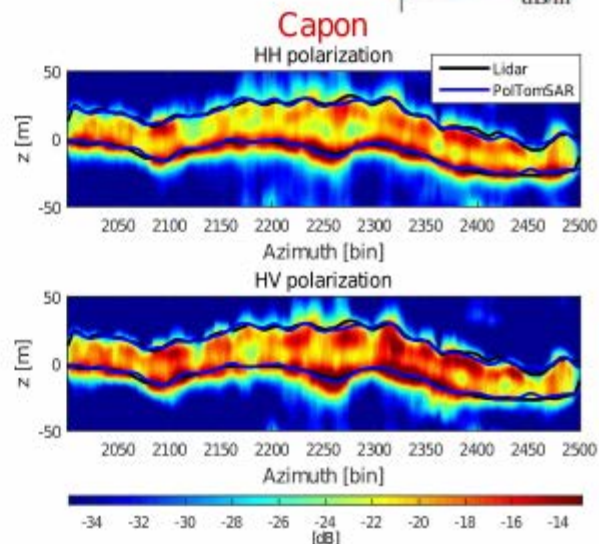 Capon
HH polarization
Lidar
PolTomSAR
50
0
-50
z [m]
2050 2100 2150 2200 2250 2300 2350 2400 2450 2500
Azimuth [bin]
HV polarization
50
0
-50
z [m]
2050 2100 2150 2200 2250 2300 2350 2400 2450 2500
Azimuth [bin]
-34 -32 -30 -28 -26 -24 -22 -20 -18 -16 -14
[dB]